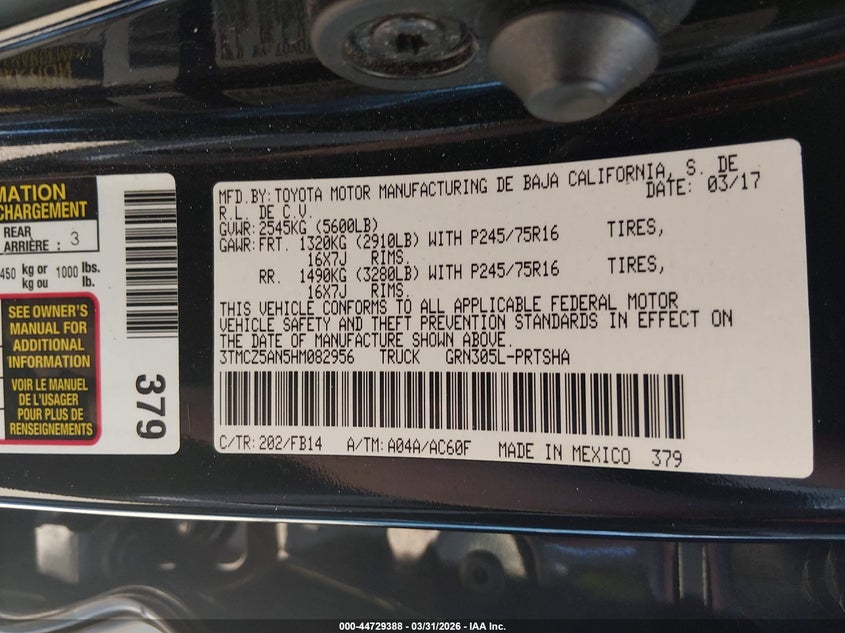 MATION
CHARGEMENT
REAR
ARRIÈRE : 3
450 kg or 1000 lbs.
kg ou lb.
SEE OWNER'S
MANUAL FOR
ADDITIONAL
INFORMATION
VOIR LE MANUEL
DE L'USAGER
POUR PLUS DE
RENSEIGNEMENTS
379
MFD.BY:TOYOTA MOTOR MANUFACTURING DE BAJA CALIFORNIA, S. DE
R.L. DE C.V. DATE: 03/17
GVWR:2545KG (5600LB)
GAWR:FRT. 1320KG (2910LB) WITH P245/75R16 TIRES,
16X7J RIMS.
RR. 1490KG (3280LB) WITH P245/75R16 TIRES,
16X7J RIMS.
THIS VEHICLE CONFORMS TO ALL APPLICABLE FEDERAL MOTOR
VEHICLE SAFETY AND THEFT PREVENTION STANDARDS IN EFFECT ON
THE DATE OF MANUFACTURE SHOWN ABOVE.
3TMCZ5AN5HM082956 TRUCK GRN305L-PRTSHA
C/TR:202/FB14 A/TM:A04A/AC60F MADE IN MEXICO 379
000-44729388 - 03/31/2026 - IAA Inc.